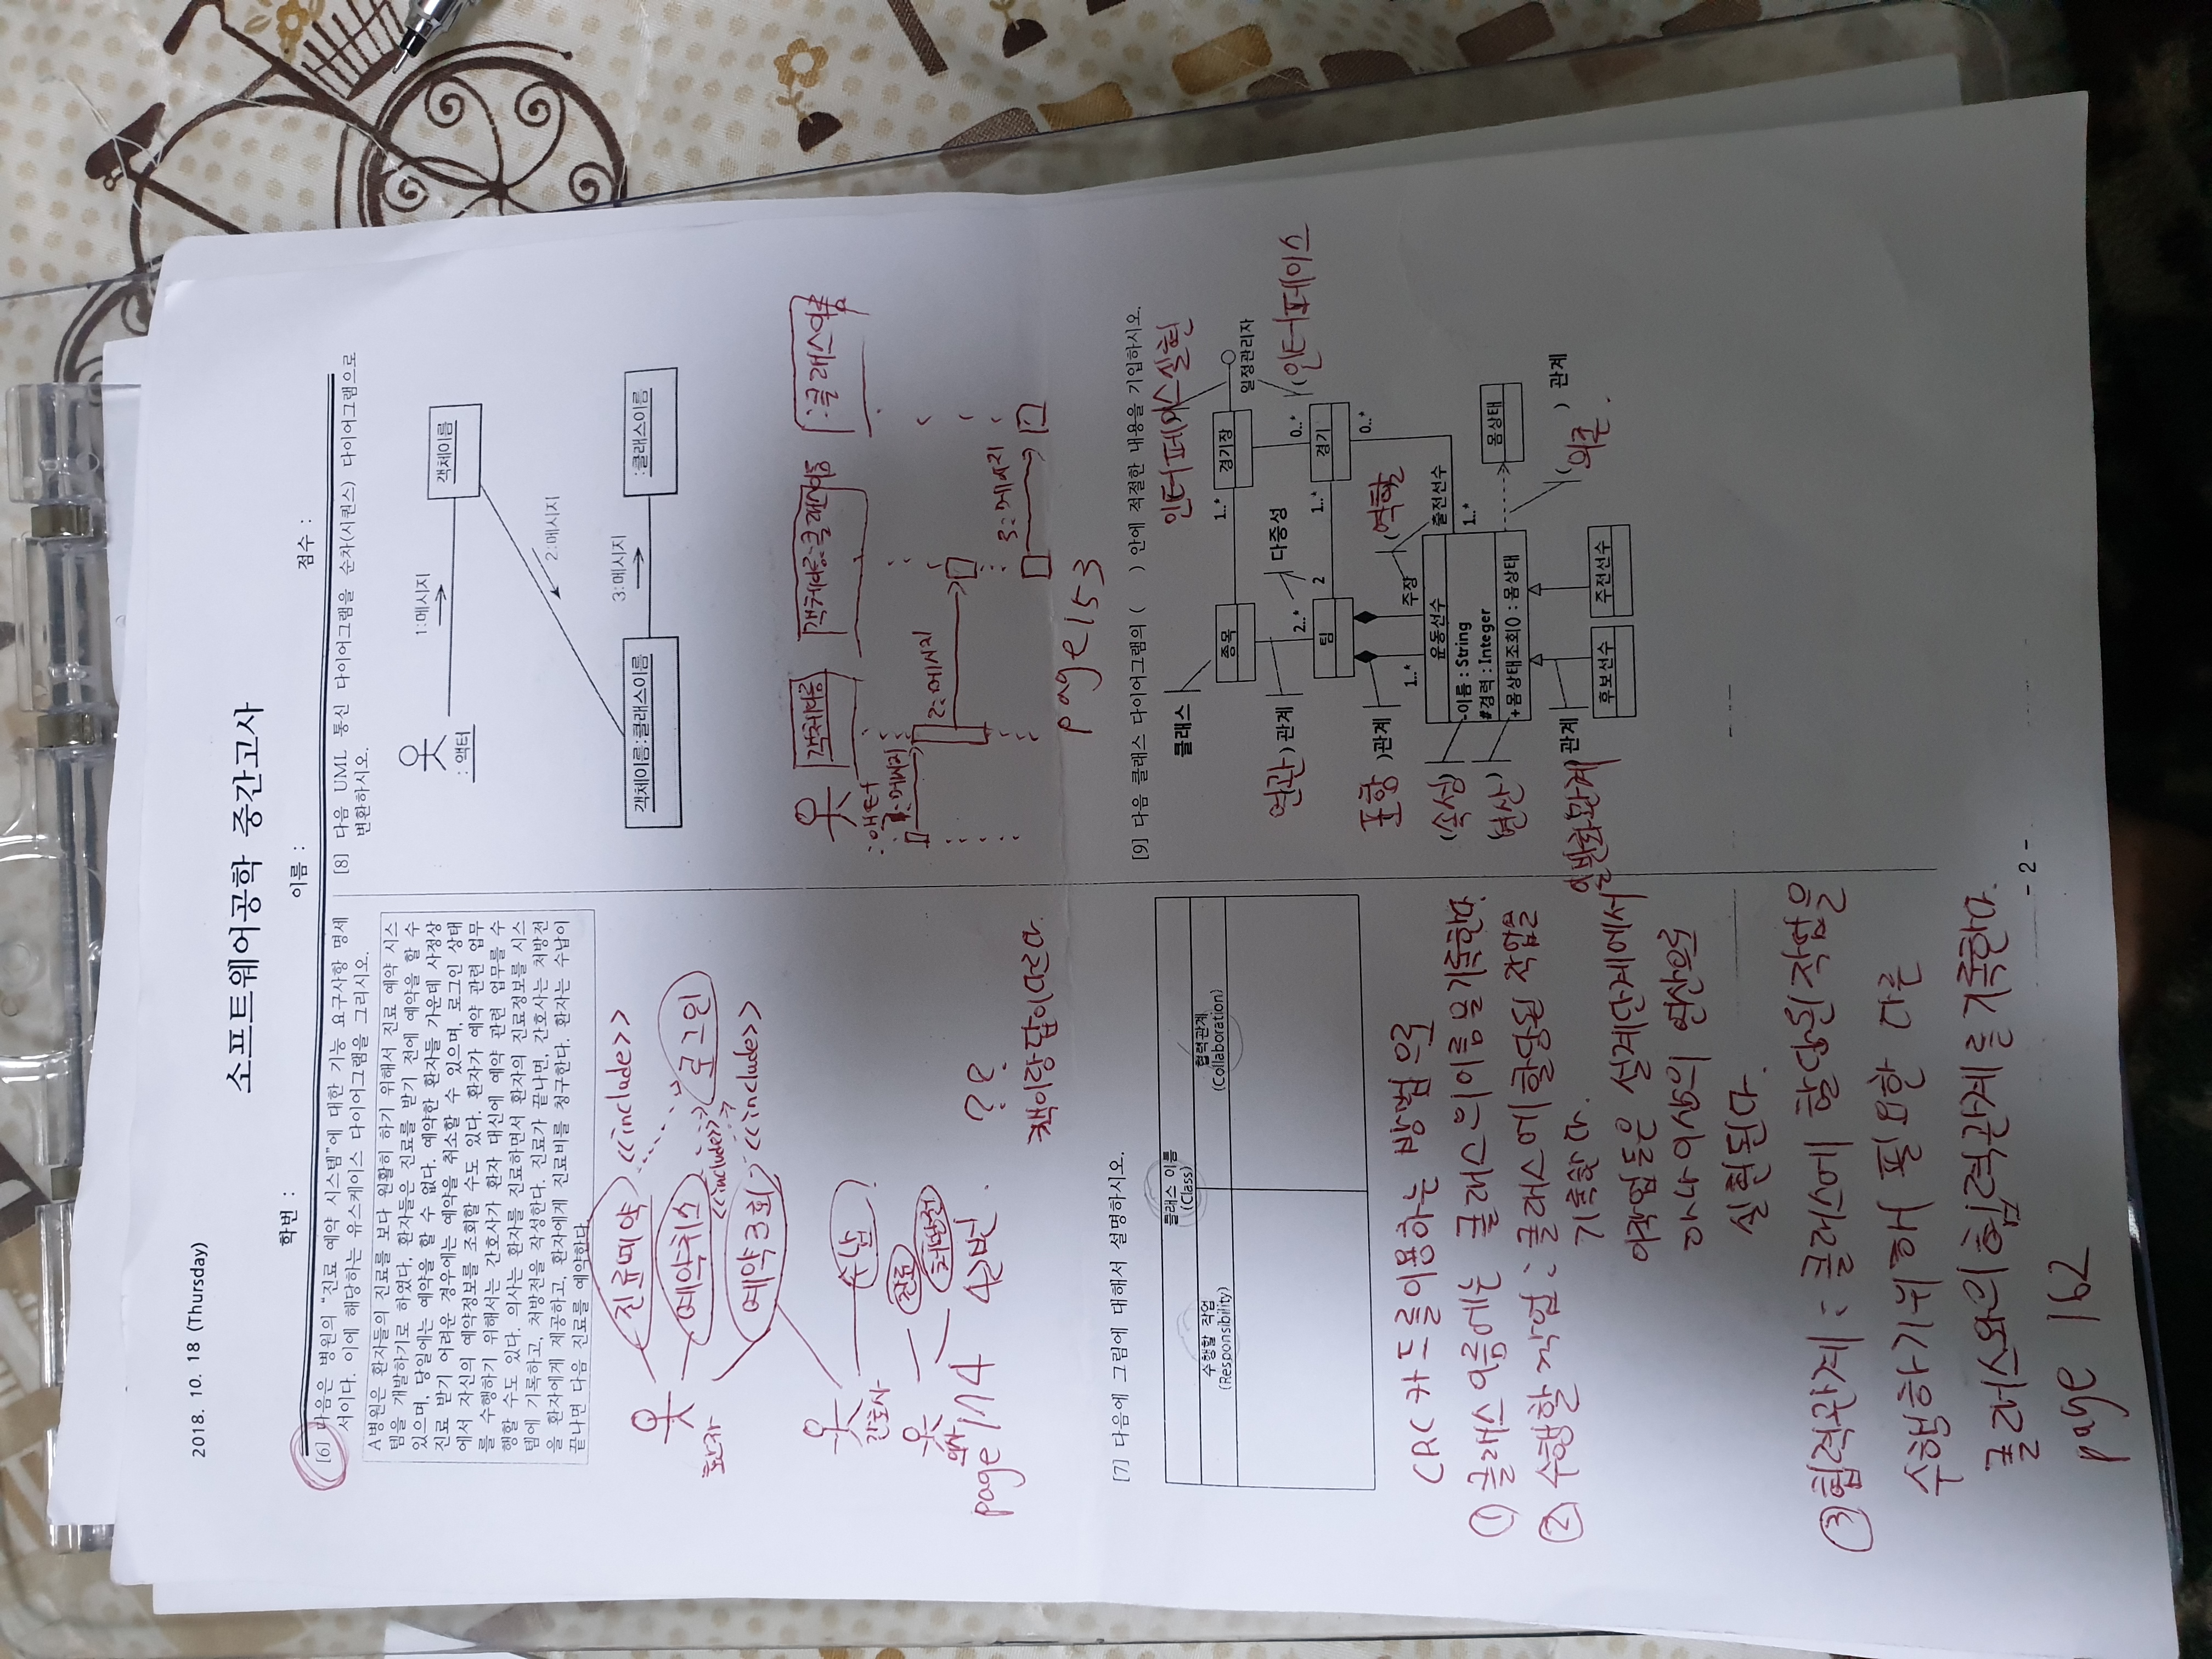 2018. 10. 18 (Thursday)
소프트웨어공학 중간고사
학번 :
이름 :
점수 :
[6] 다음은 병원의 "진료 예약 시스템"에 대한 기능 요구사항 명세
서이다. 이에 해당하는 유스케이스 다이어그램을 그리시오.
A병원은 환자들의 진료를 보다 원활히 하기 위해서 진료 예약 시스
템을 개발하기로 하였다. 환자들은 진료를 받기 전에 예약을 할 수
있으며, 당일에는 예약을 할 수 없다. 예약한 환자들 가운데 사정상
진료 받기 어려운 경우에는 예약을 취소할 수 있으며, 로그인 상태
에서 자신의 예약정보를 조회할 수도 있다. 환자가 예약 관련 업무
를 수행하기 위해서는 간호사가 환자 대신에 예약 관련 업무를 수
행할 수도 있다. 의사는 환자를 진료하면서 환자의 진료정보를 시스
템에 기록하고, 처방전을 작성한다. 진료가 끝나면, 간호사는 처방전
을 환자에게 제공하고, 환자에게 진료비를 청구한다. 환자는 수납이
끝나면 다음 진료를 예약한다.
진료예약 <<include>>
예약취소
로그인
환자
<<include>>
예약조회 <<include>>
수납
간호사
진료
처방전
의사
page 174 4번. ??
책이랑 답이 다르다.
[7] 다음에 그림에 대해서 설명하시오.
클래스 이름
(Class)
수행할 작업
(Responsibility)
협력관계
(Collaboration)
CRC카드를 이용하는 방법으로
① 클래스 이름에는 클래스의 이름을 기록한다.
② 수행할 작업 : 클래스에 할당된 작업을
기록한다.
이작업들은 설계단계에서
하나이상의 연산으로
실현된다.
③ 협력관계 : 클래스에 할당된 작업을
수행하기위해 필요한 다른
클래스와의 협력관계를 기록한다.
page 162
[8] 다음 UML 통신 다이어그램을 순차(시퀀스) 다이어그램으로
변환하시오.
1:메시지
객체이름
: 액터
2:메시지
3:메시지
객체이름:클래스이름
:클래스이름
객체이름
객체이름:클래스이름
:클래스이름
:액터
1:메시지
2:메시지
3:메시지
page 153
[9] 다음 클래스 다이어그램의 ( ) 안에 적절한 내용을 기입하시오.
인터페이스실현
클래스
종목
1..*
경기장
일정관리자
연관 ) 관계
다중성
2..*
0..*
(인터페이스
팀
2
1..*
경기
0..*
포함 )관계
(역할
1..*
주장
운동선수
출전선수
(속성)
-이름 : String
1..*
#경력 : Integer
변산)
+몸상태조회() : 몸상태
몸상태
일반화관계 관계
( ) 관계
의존
후보선수
주전선수
- 2 -